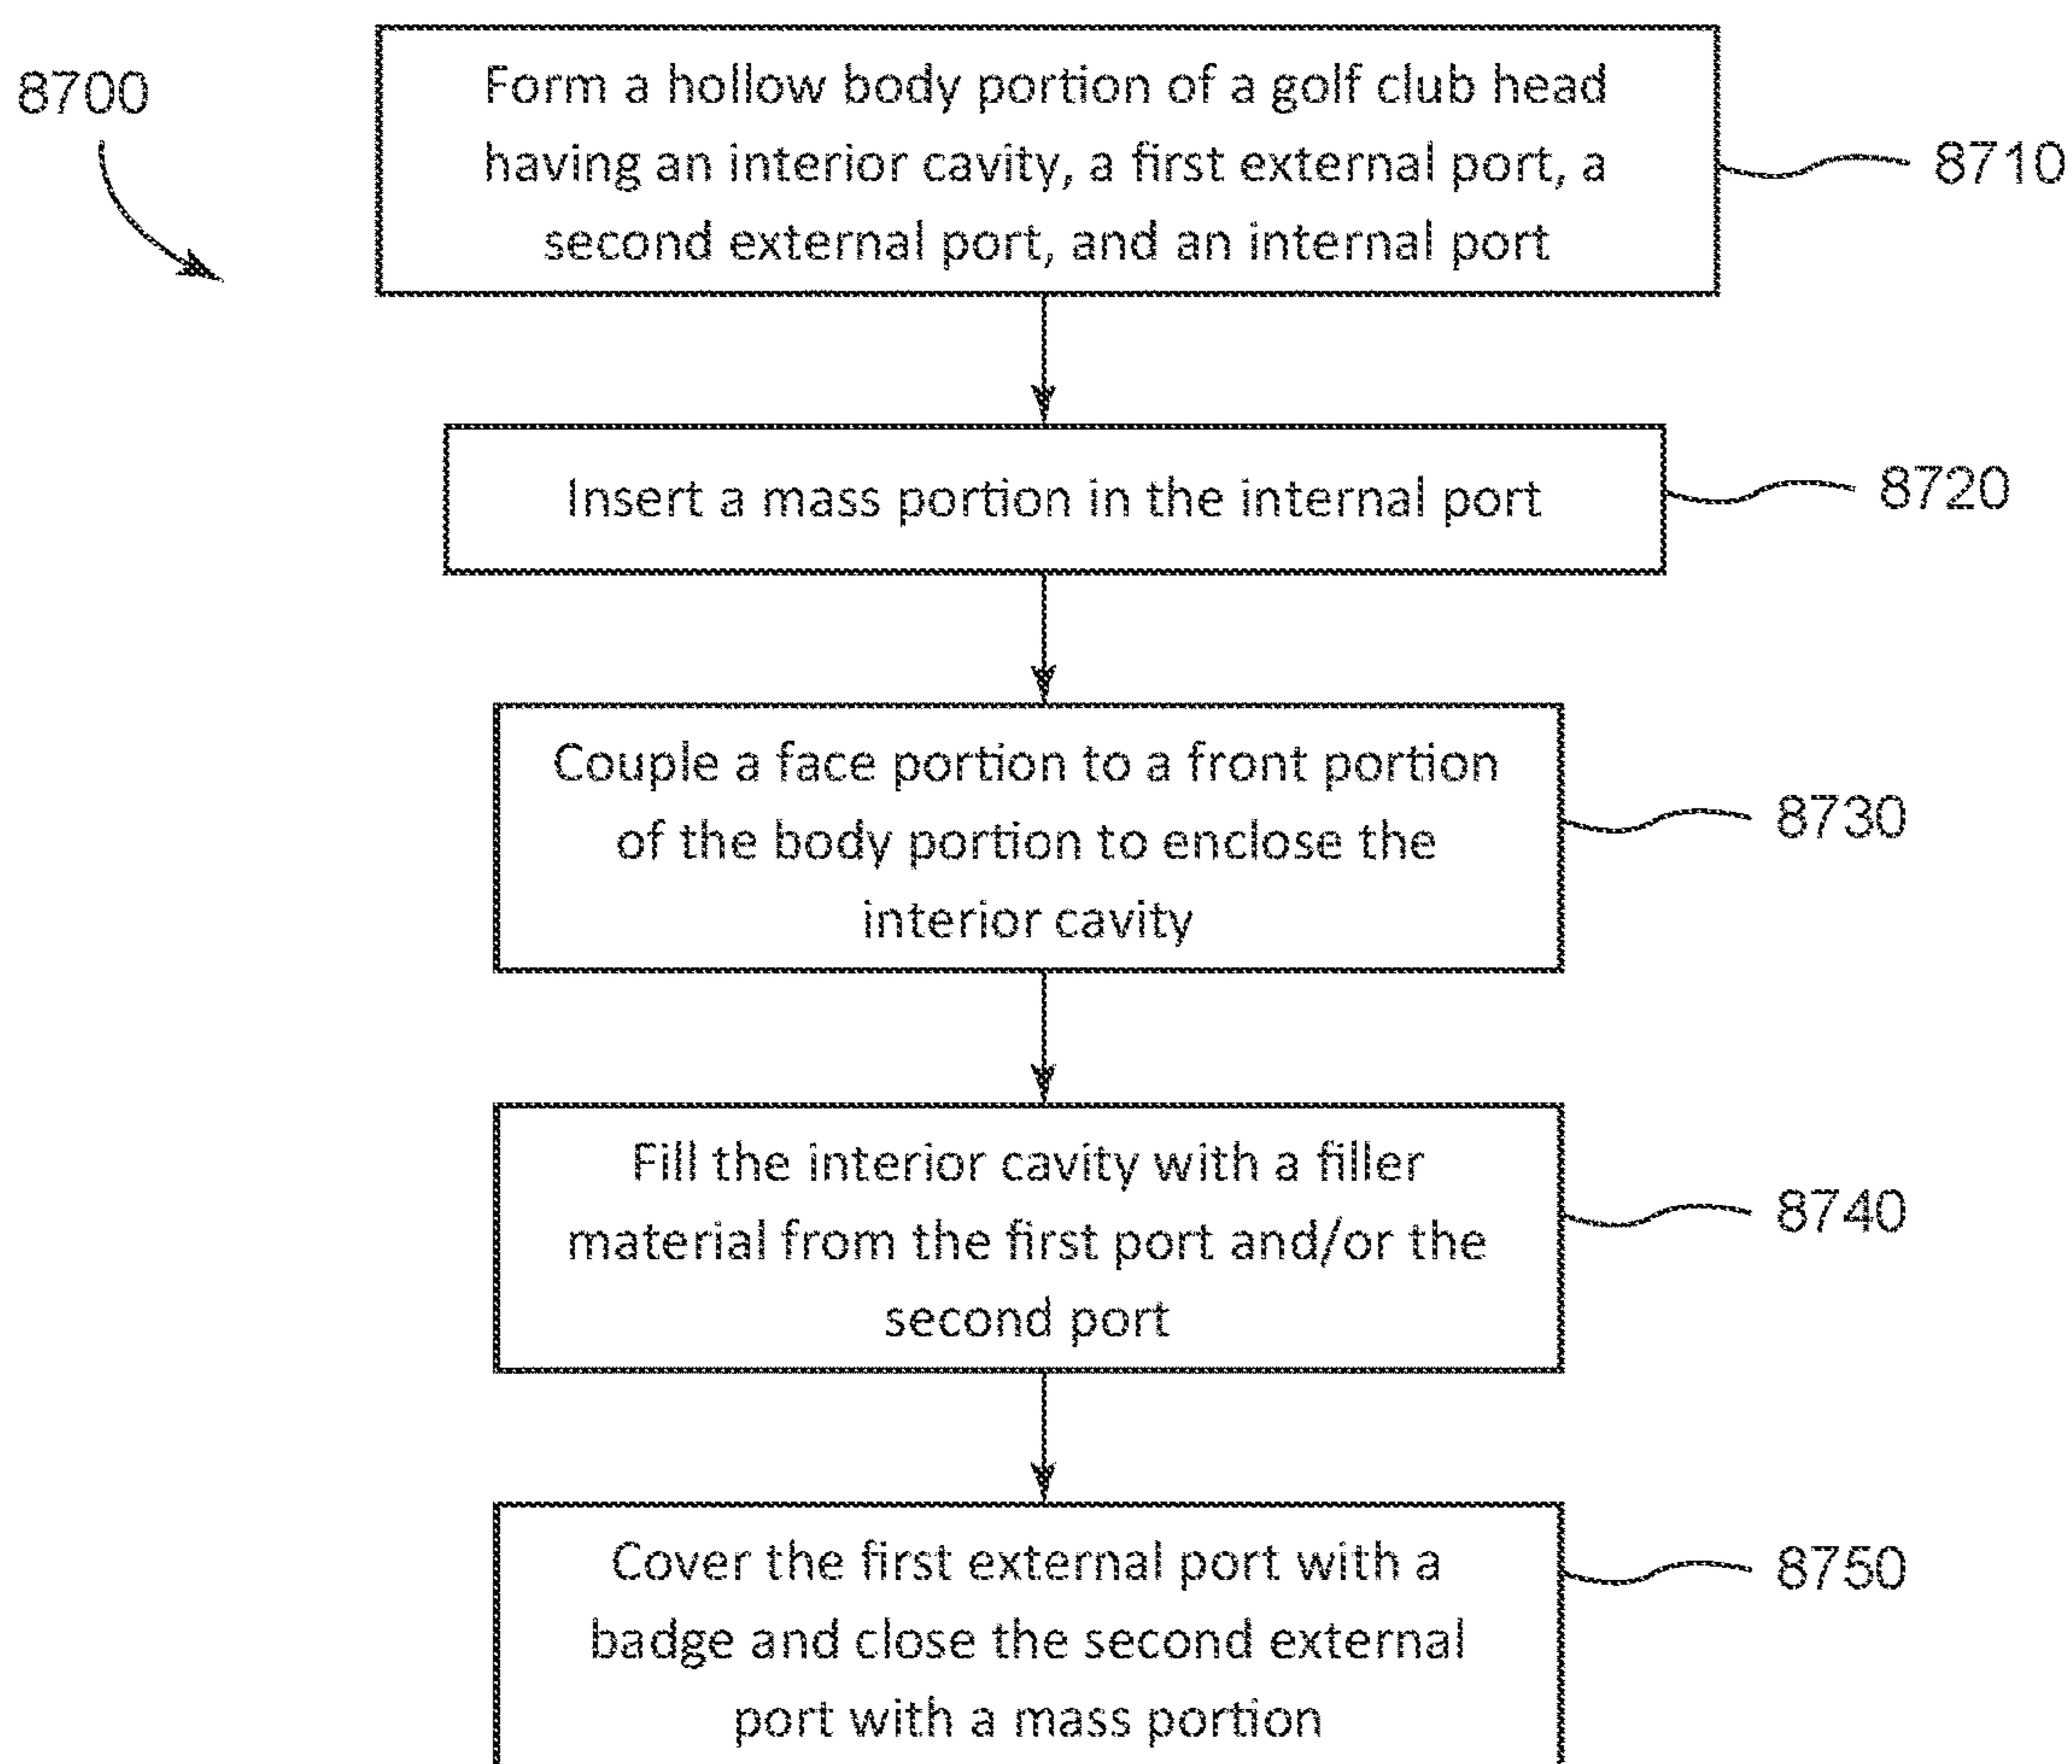 8700
Form a hollow body portion of a golf club head
having an interior cavity, a first external port, a
second external port, and an internal port
8710
Insert a mass portion in the internal port
8720
Couple a face portion to a front portion
of the body portion to enclose the
interior cavity
8730
Fill the interior cavity with a filler
material from the first port and/or the
second port
8740
Cover the first external port with a
badge and close the second external
port with a mass portion
8750